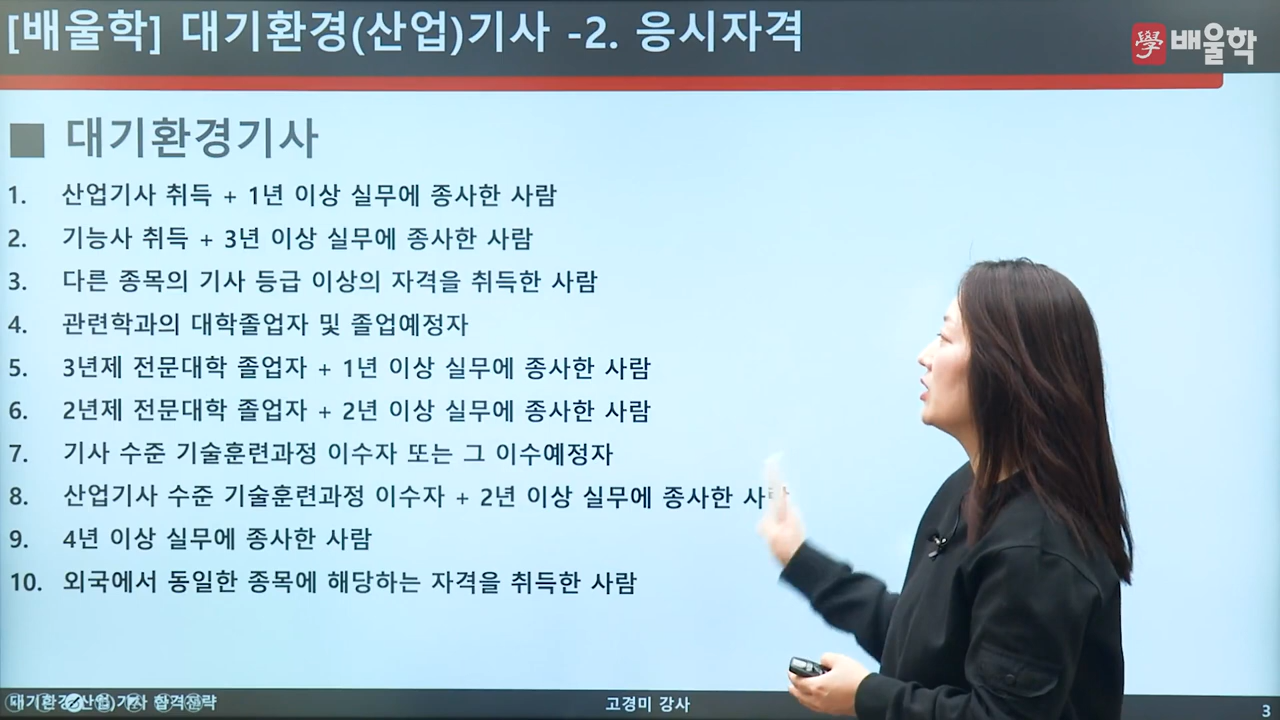 [배울학] 대기환경(산업)기사 -2. 응시자격
學 배울학
■ 대기환경기사
1. 산업기사 취득 + 1년 이상 실무에 종사한 사람
2. 기능사 취득 + 3년 이상 실무에 종사한 사람
3. 다른 종목의 기사 등급 이상의 자격을 취득한 사람
4. 관련학과의 대학졸업자 및 졸업예정자
5. 3년제 전문대학 졸업자 + 1년 이상 실무에 종사한 사람
6. 2년제 전문대학 졸업자 + 2년 이상 실무에 종사한 사람
7. 기사 수준 기술훈련과정 이수자 또는 그 이수예정자
8. 산업기사 수준 기술훈련과정 이수자 + 2년 이상 실무에 종사한 사람
9. 4년 이상 실무에 종사한 사람
10. 외국에서 동일한 종목에 해당하는 자격을 취득한 사람
대기환경(산업)기사 합격전략
고경미 강사
3